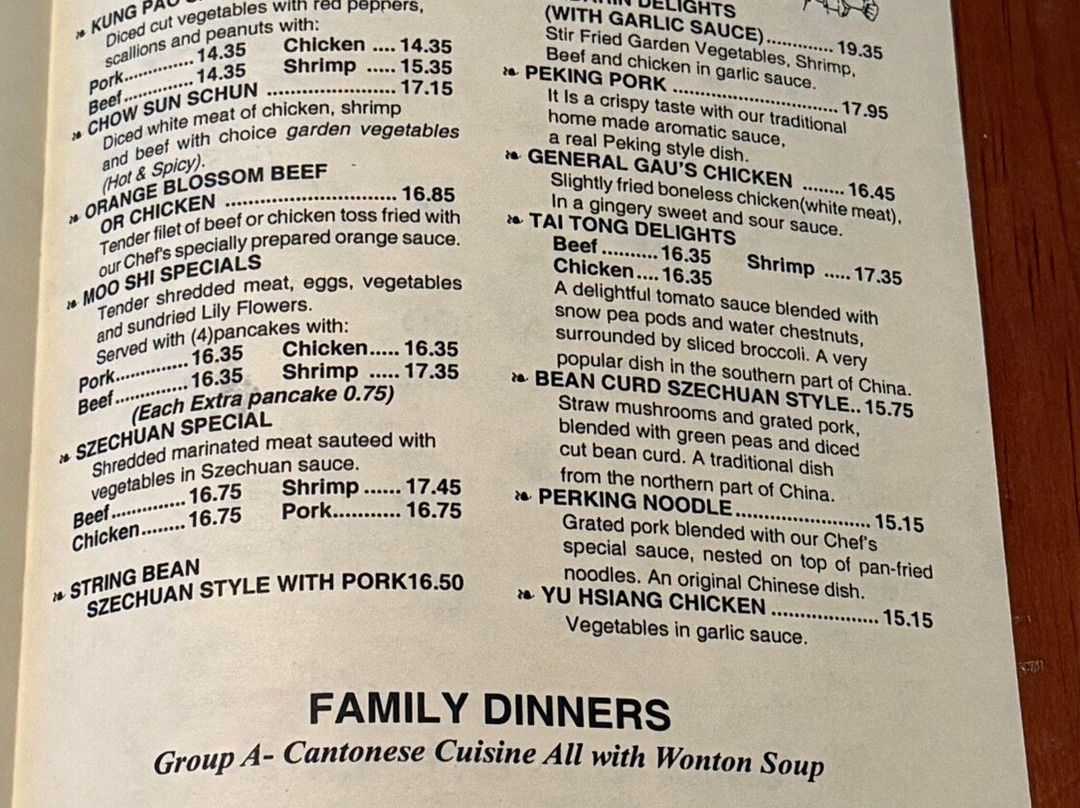 KUNG PAO
Diced cut vegetables with red peppers,
scallions and peanuts with:
Pork.............. 14.35 Chicken .... 14.35
Beef.............. 14.35 Shrimp ..... 15.35
CHOW SUN SCHUN ........................ 17.15
Diced white meat of chicken, shrimp
and beef with choice garden vegetables
(Hot & Spicy).
ORANGE BLOSSOM BEEF
OR CHICKEN ................................ 16.85
Tender filet of beef or chicken toss fried with
our Chef's specially prepared orange sauce.
MOO SHI SPECIALS
Tender shredded meat, eggs, vegetables
and sundried Lily Flowers.
Served with (4)pancakes with:
Pork.............. 16.35 Chicken..... 16.35
Beef.............. 16.35 Shrimp ..... 17.35
(Each Extra pancake 0.75)
SZECHUAN SPECIAL
Shredded marinated meat sauteed with
vegetables in Szechuan sauce.
Beef.............. 16.75 Shrimp ...... 17.45
Chicken........ 16.75 Pork........... 16.75
STRING BEAN
SZECHUAN STYLE WITH PORK16.50
DELIGHTS
(WITH GARLIC SAUCE)............. 19.35
Stir Fried Garden Vegetables, Shrimp,
Beef and chicken in garlic sauce.
PEKING PORK ............................... 17.95
It Is a crispy taste with our traditional
home made aromatic sauce,
a real Peking style dish.
GENERAL GAU'S CHICKEN ........ 16.45
Slightly fried boneless chicken(white meat),
In a gingery sweet and sour sauce.
TAI TONG DELIGHTS
Beef .......... 16.35 Shrimp ..... 17.35
Chicken.... 16.35
A delightful tomato sauce blended with
snow pea pods and water chestnuts,
surrounded by sliced broccoli. A very
popular dish in the southern part of China.
BEAN CURD SZECHUAN STYLE.. 15.75
Straw mushrooms and grated pork,
blended with green peas and diced
cut bean curd. A traditional dish
from the northern part of China.
PERKING NOODLE......................... 15.15
Grated pork blended with our Chef's
special sauce, nested on top of pan-fried
noodles. An original Chinese dish.
YU HSIANG CHICKEN .................... 15.15
Vegetables in garlic sauce.
FAMILY DINNERS
Group A- Cantonese Cuisine All with Wonton Soup